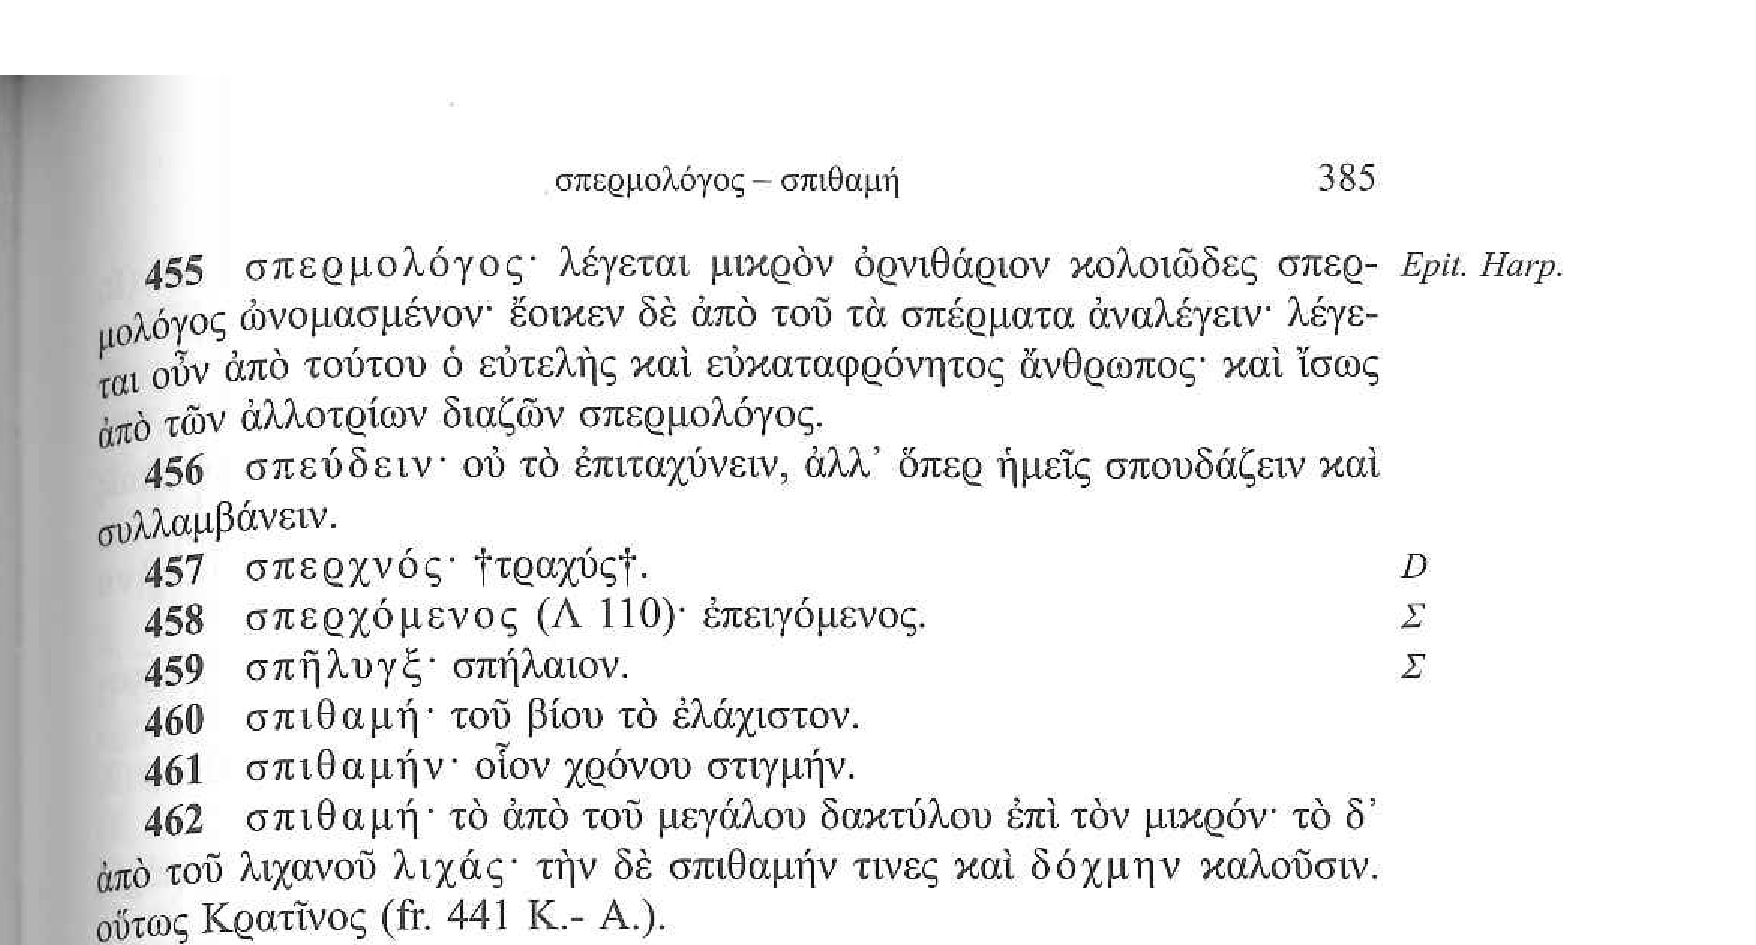 σπερμολόγος – σπιθαμή 385
455 σπερμολόγος· λέγεται μικρὸν ὀρνιθάριον κολοιῶδες σπερ- Epit. Harp.
μολόγος ὠνομασμένον· ἔοικεν δὲ ἀπὸ τοῦ τὰ σπέρματα ἀναλέγειν· λέγε-
ται οὖν ἀπὸ τούτου ὁ εὐτελὴς καὶ εὐκαταφρόνητος ἄνθρωπος· καὶ ἴσως
ἀπὸ τῶν ἀλλοτρίων διαζῶν σπερμολόγος.
456 σπεύδειν· οὐ τὸ ἐπιταχύνειν, ἀλλ’ ὅπερ ἡμεῖς σπουδάζειν καὶ
συλλαμβάνειν.
457 σπερχνός· †τραχύς†. D
458 σπερχόμενος (Λ 110)· ἐπειγόμενος. Σ
459 σπῆλυγξ· σπήλαιον. Σ
460 σπιθαμή· τοῦ βίου τὸ ἐλάχιστον.
461 σπιθαμήν· οἷον χρόνου στιγμήν.
462 σπιθαμή· τὸ ἀπὸ τοῦ μεγάλου δακτύλου ἐπὶ τὸν μικρόν· τὸ δ’
ἀπὸ τοῦ λιχανοῦ λιχάς· τὴν δὲ σπιθαμήν τινες καὶ δόχμην καλοῦσιν.
οὕτως Κρατῖνος (fr. 441 K.- A.).